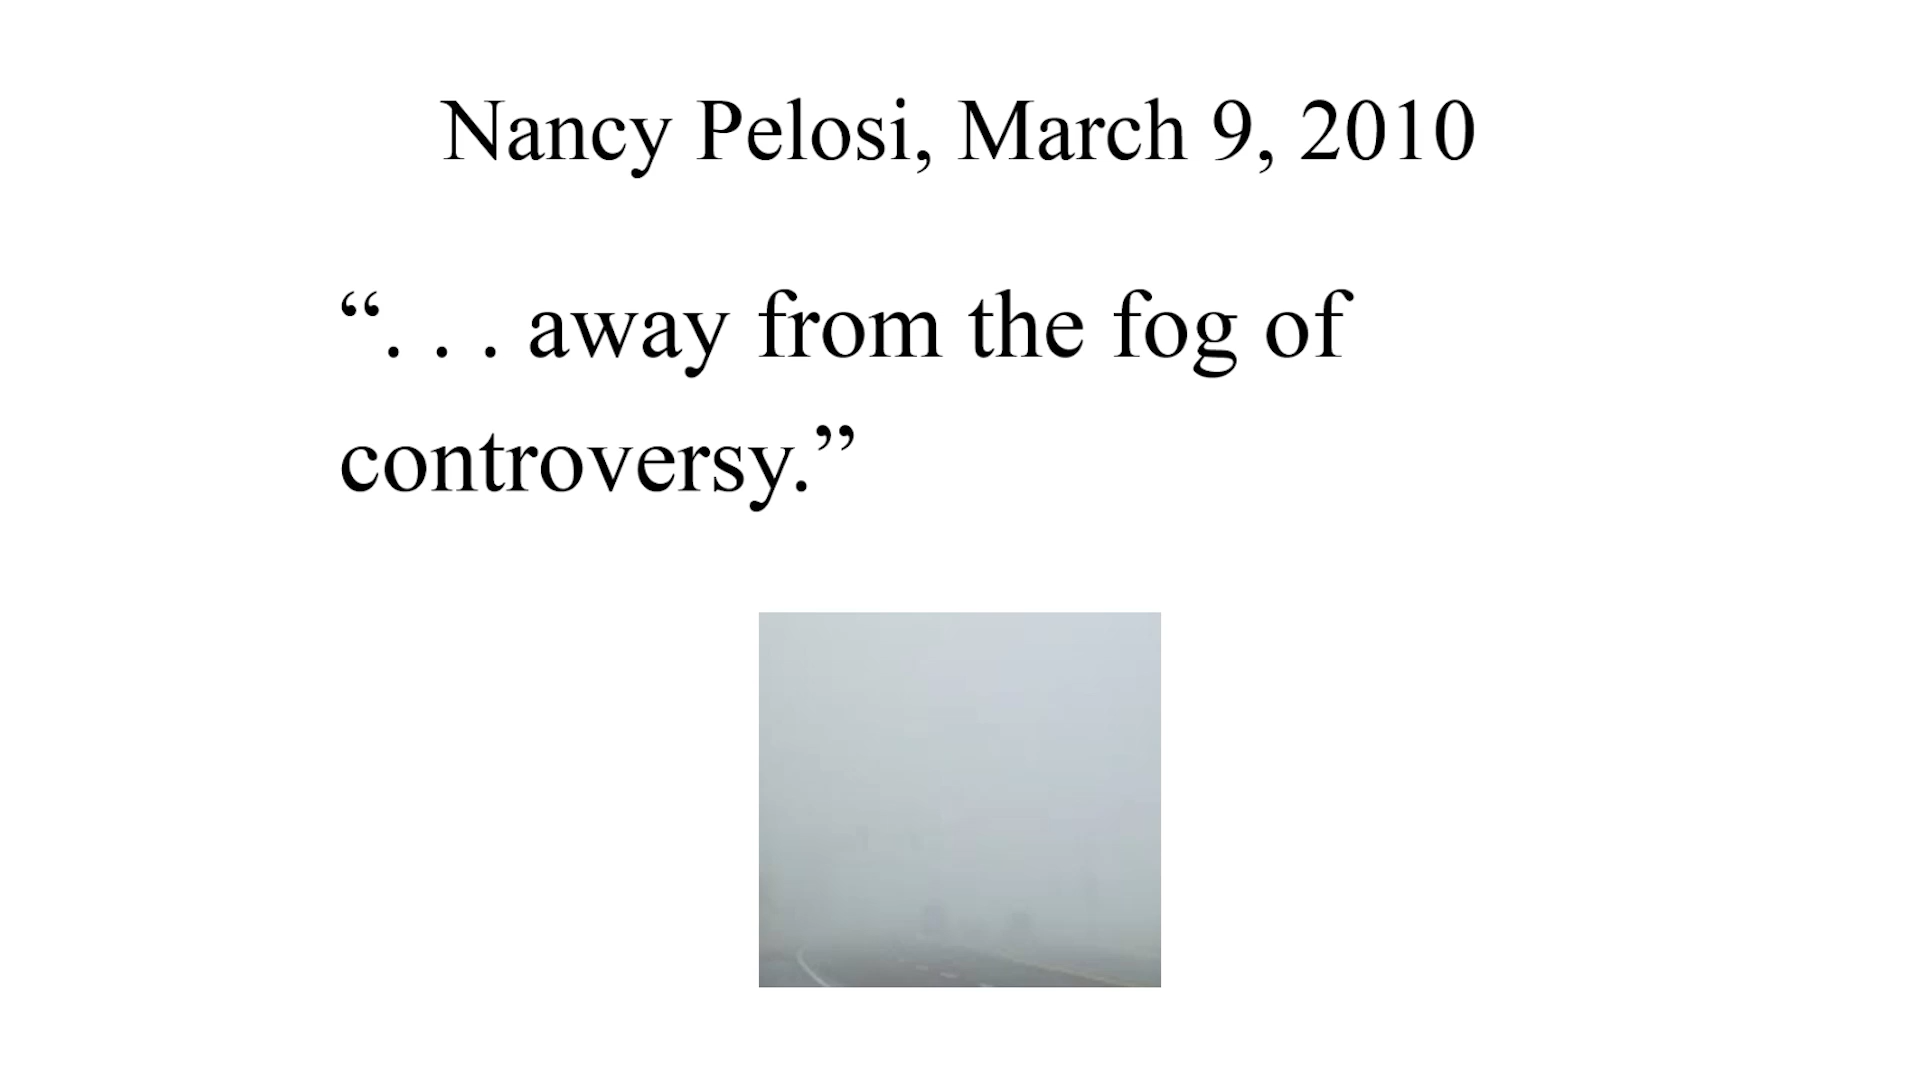 Nancy Pelosi, March 9, 2010
“. . . away from the fog of
controversy.”